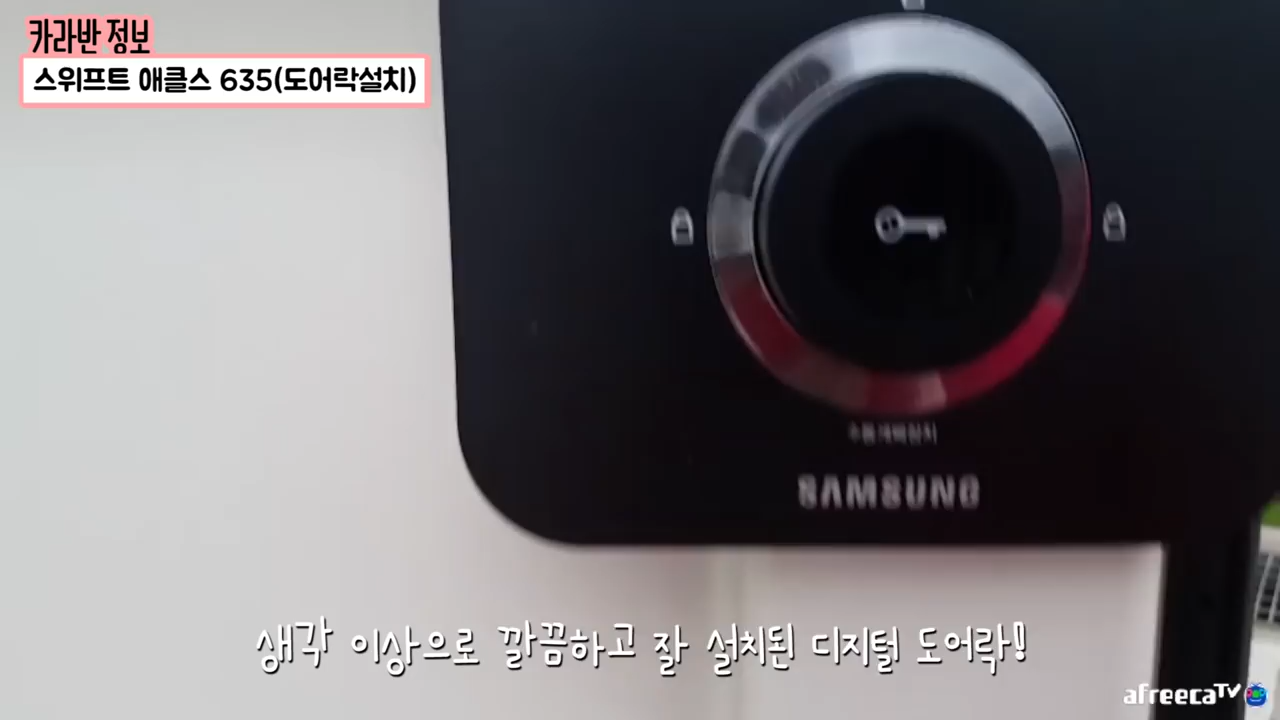 카라반 정보
스위프트 애클스 635(도어락설치)
SAMSUNG
생각 이상으로 깔끔하고 잘 설치된 디지털 도어락!
afreecaTV